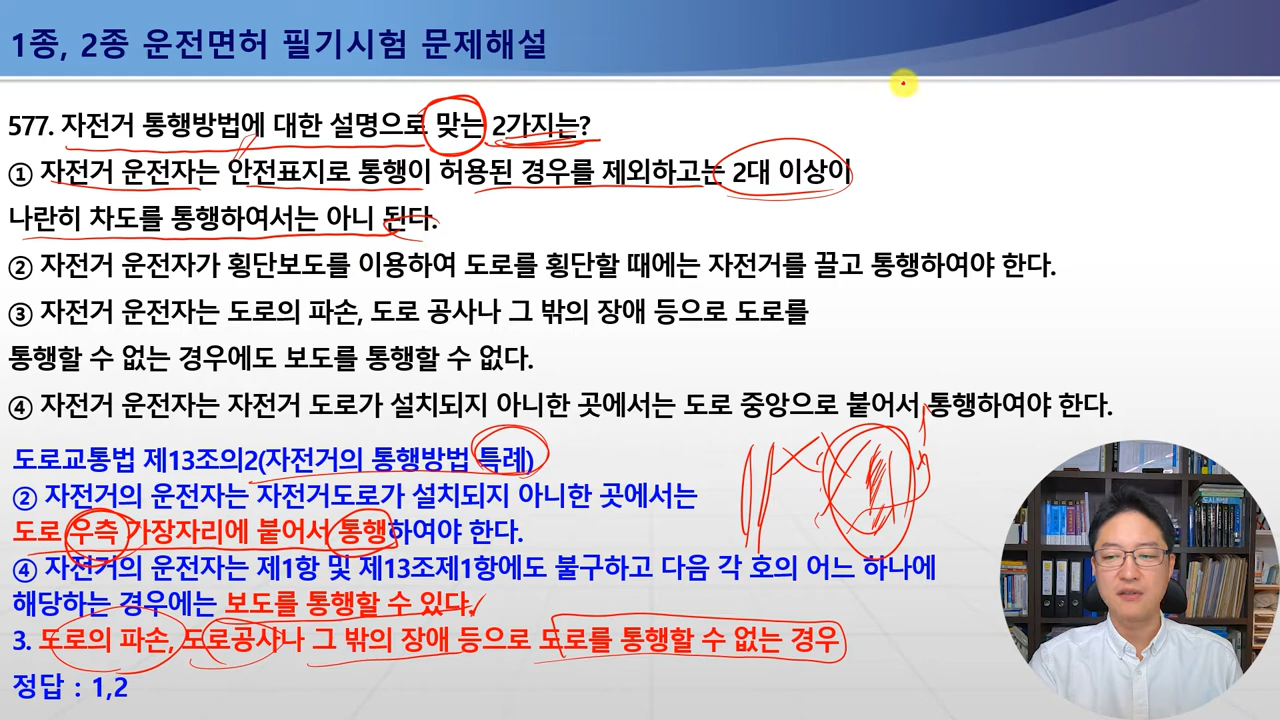 1종, 2종 운전면허 필기시험 문제해설
577. 자전거 통행방법에 대한 설명으로 맞는 2가지는?
① 자전거 운전자는 안전표지로 통행이 허용된 경우를 제외하고는 2대 이상이
나란히 차도를 통행하여서는 아니 된다.
② 자전거 운전자가 횡단보도를 이용하여 도로를 횡단할 때에는 자전거를 끌고 통행하여야 한다.
③ 자전거 운전자는 도로의 파손, 도로 공사나 그 밖의 장애 등으로 도로를
통행할 수 없는 경우에도 보도를 통행할 수 없다.
④ 자전거 운전자는 자전거 도로가 설치되지 아니한 곳에서는 도로 중앙으로 붙어서 통행하여야 한다.
도로교통법 제13조의2(자전거의 통행방법 특례)
② 자전거의 운전자는 자전거도로가 설치되지 아니한 곳에서는
도로 우측 가장자리에 붙어서 통행하여야 한다.
④ 자전거의 운전자는 제1항 및 제13조제1항에도 불구하고 다음 각 호의 어느 하나에
해당하는 경우에는 보도를 통행할 수 있다.
3. 도로의 파손, 도로공사나 그 밖의 장애 등으로 도로를 통행할 수 없는 경우
정답 : 1,2